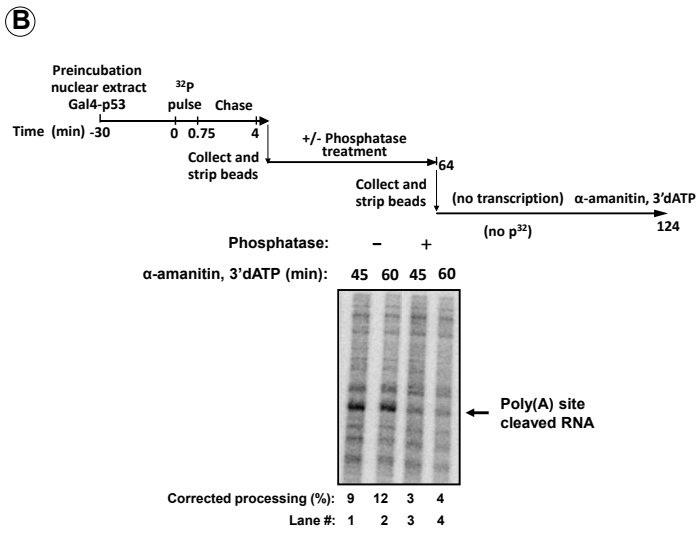 B
Preincubation
nuclear extract
Gal4-p53
32P
pulse
Chase
Time (min) -30 0 0.75 4
+/- Phosphatase
treatment
Collect and
strip beads
64
Collect and
strip beads
(no transcription) α-amanitin, 3'dATP
(no p32)
124
Phosphatase: − +
α-amanitin, 3'dATP (min): 45 60 45 60
Poly(A) site
cleaved RNA
Corrected processing (%): 9 12 3 4
Lane #: 1 2 3 4